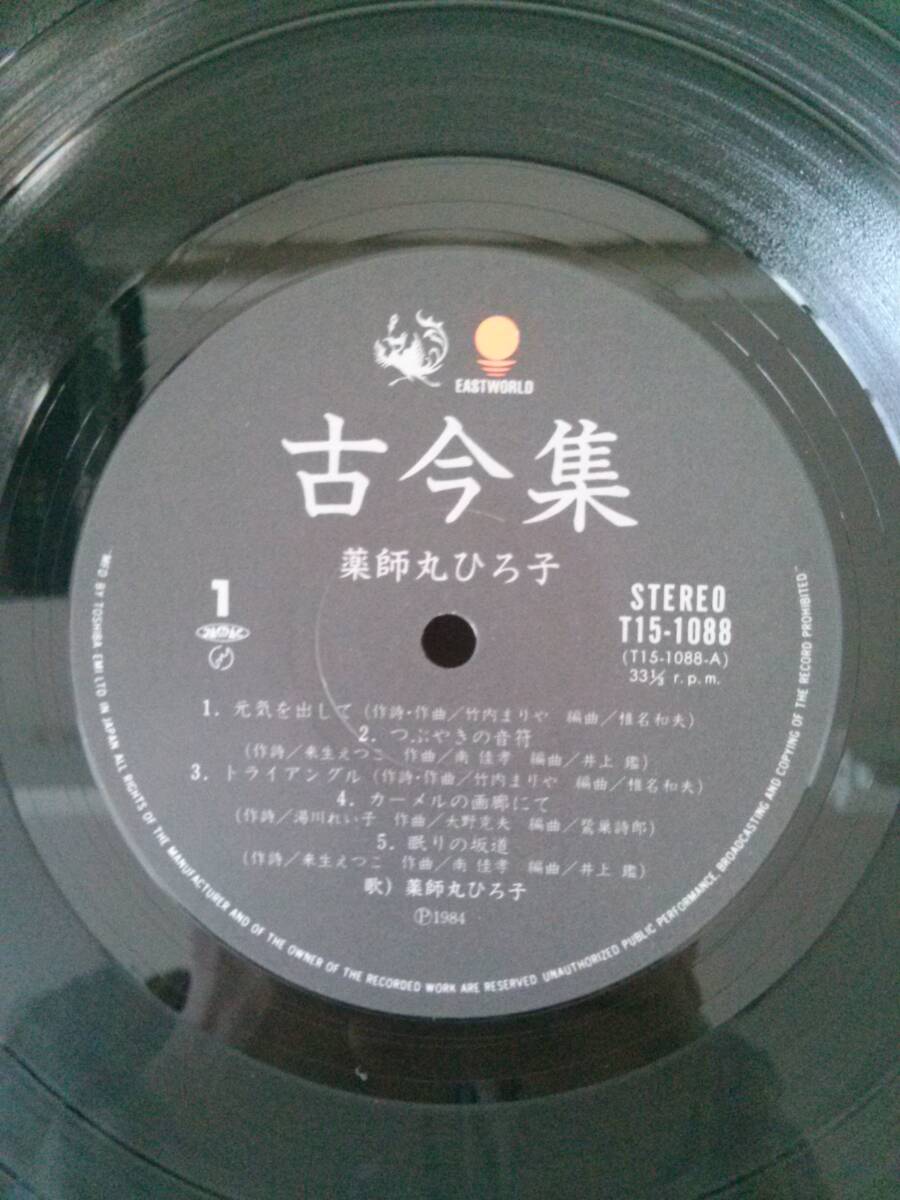 EASTWORLD
古今集
薬師丸ひろ子
1
STEREO
T15-1088
(T15-1088-A)
33⅓ r.p.m.
1. 元気を出して (作詩・作曲/竹内まりや 編曲/椎名和夫)
2. つぶやきの音符
(作詩/来生えつこ 作曲/南 佳孝 編曲/井上 鑑)
3. トライアングル (作詩・作曲/竹内まりや 編曲/椎名和夫)
4. カーメルの画廊にて
(作詩/湯川れい子 作曲/大野克夫 編曲/鷺巣詩郎)
5. 眠りの坂道
(作詩/来生えつこ 作曲/南 佳孝 編曲/井上 鑑)
歌) 薬師丸ひろ子
Ⓟ1984
MF'D BY TOSHIBA EMI LTD IN JAPAN ALL RIGHTS OF THE MANUFACTURER AND OF THE OWNER OF THE RECORDED WORK ARE RESERVED. UNAUTHORIZED PUBLIC PERFORMANCE, BROADCASTING AND COPYING OF THE RECORD PROHIBITED